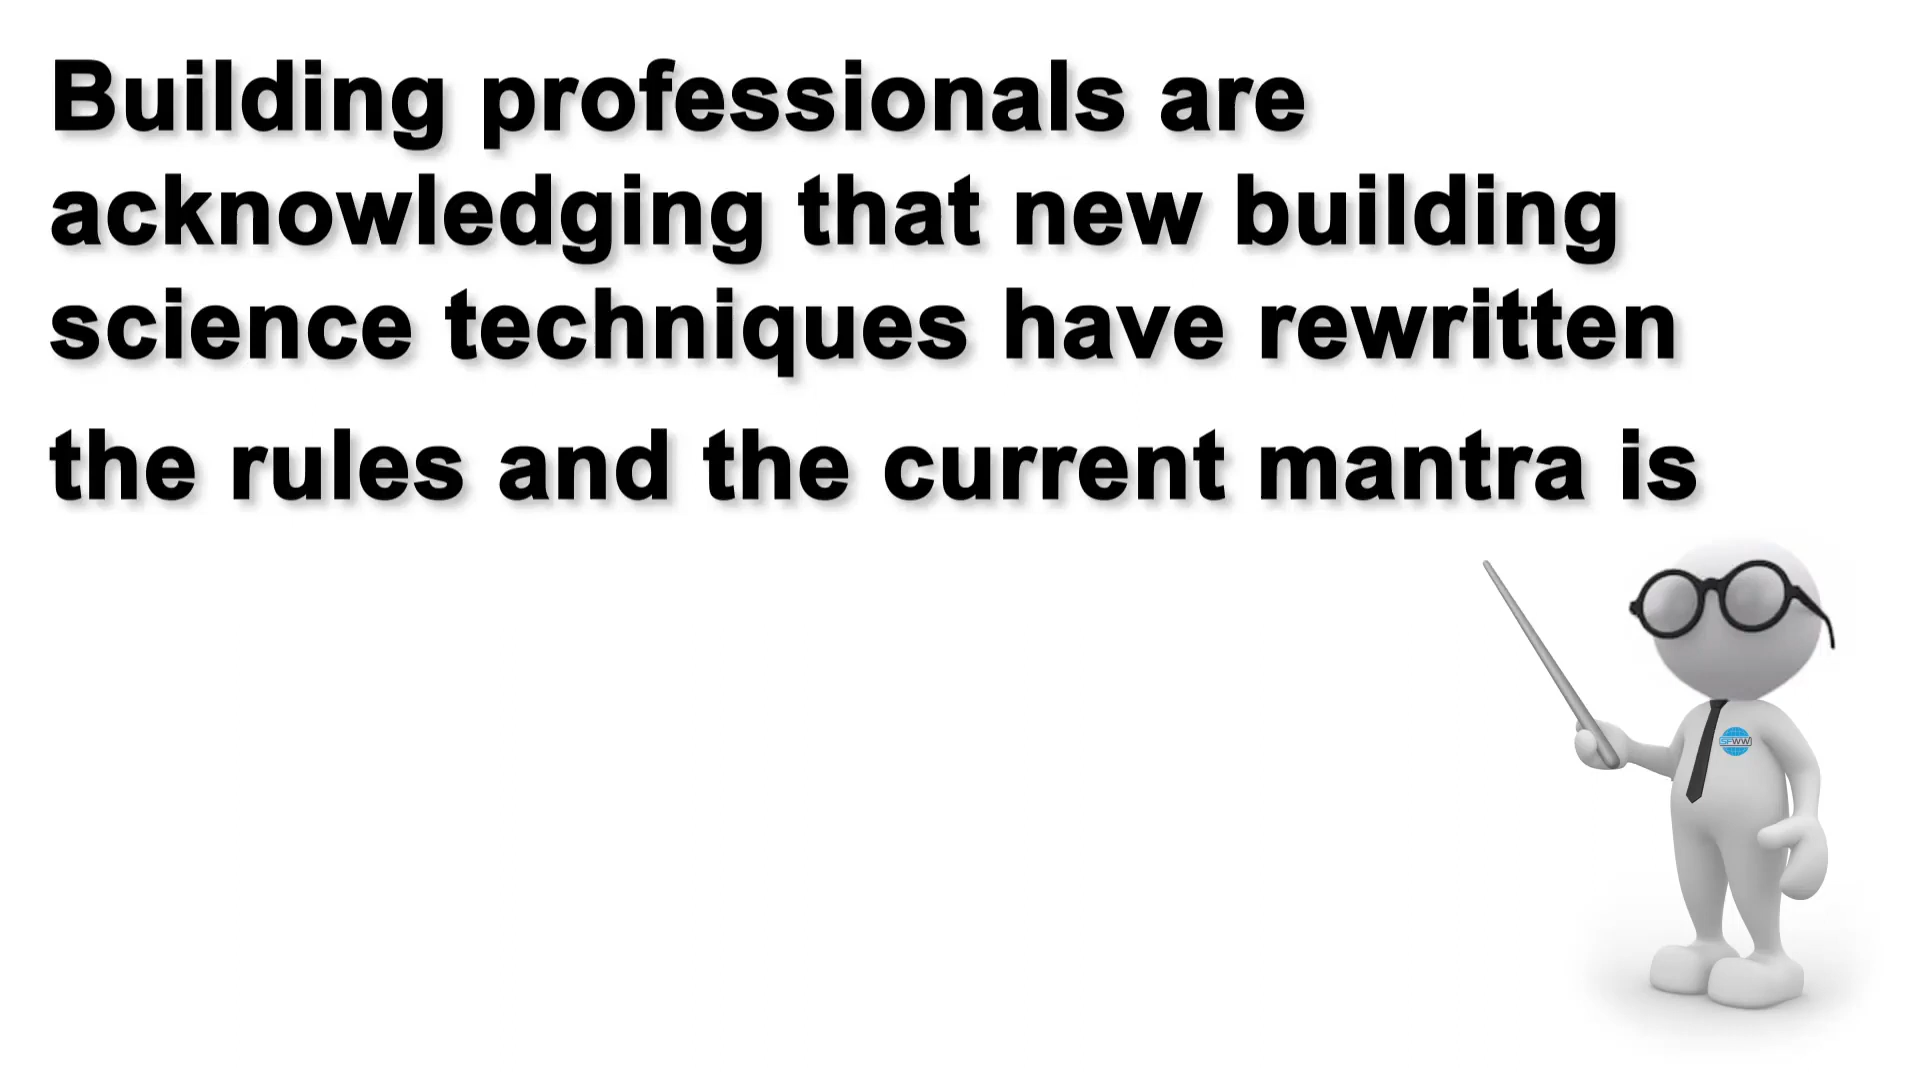 Building professionals are
acknowledging that new building
science techniques have rewritten
the rules and the current mantra is
SFWW